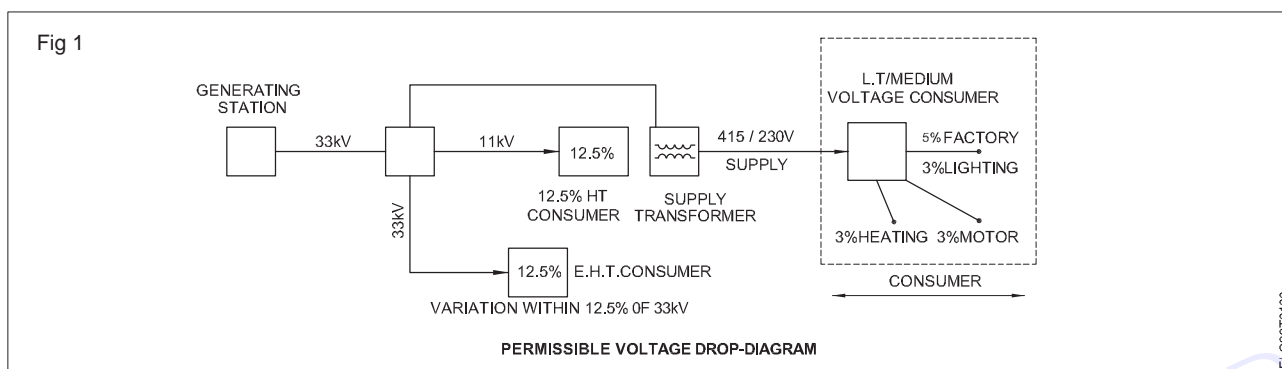 Fig 1
GENERATING
STATION
33kV
11kV
12.5%
12.5% HT
CONSUMER
SUPPLY
TRANSFORMER
415 / 230V
SUPPLY
L.T/MEDIUM
VOLTAGE CONSUMER
5% FACTORY
3%LIGHTING
3%HEATING
3%MOTOR
CONSUMER
33kV
12.5%
E.H.T.CONSUMER
VARIATION WITHIN 12.5% 0F 33kV
PERMISSIBLE VOLTAGE DROP-DIAGRAM